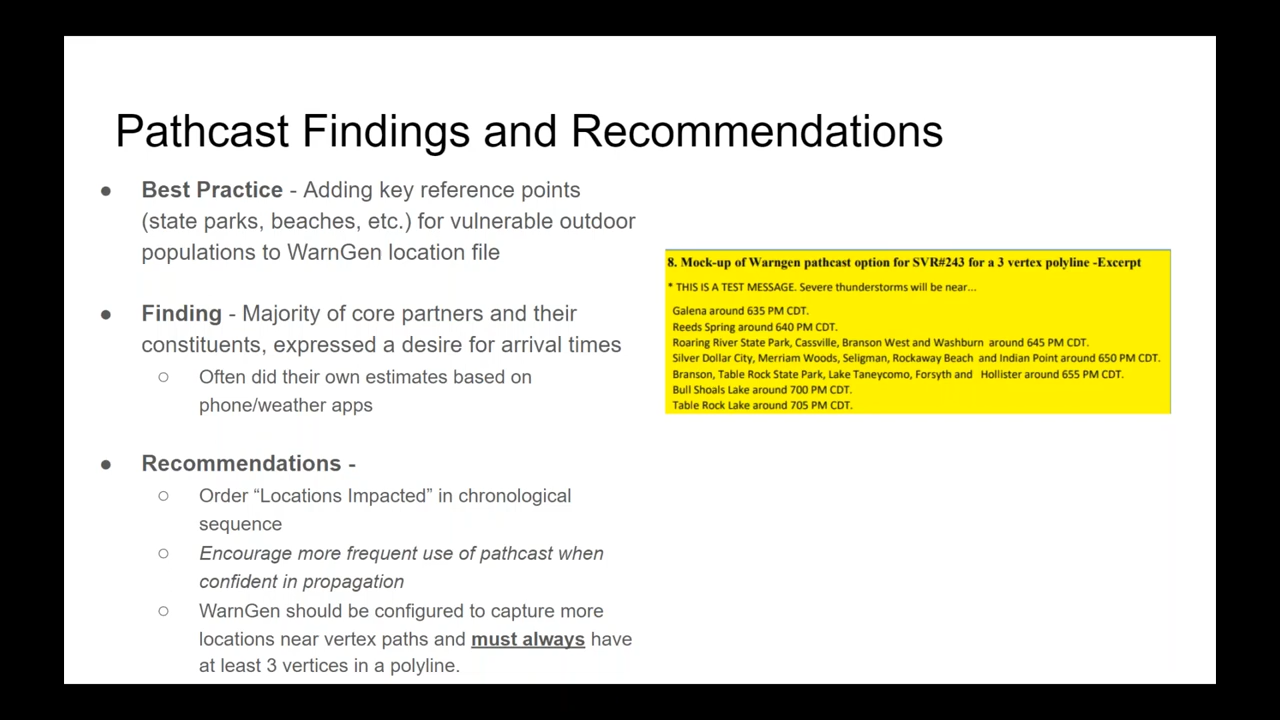 Pathcast Findings and Recommendations
● Best Practice - Adding key reference points
(state parks, beaches, etc.) for vulnerable outdoor
populations to WarnGen location file
● Finding - Majority of core partners and their
constituents, expressed a desire for arrival times
○ Often did their own estimates based on
phone/weather apps
● Recommendations -
○ Order “Locations Impacted” in chronological
sequence
○ Encourage more frequent use of pathcast when
confident in propagation
○ WarnGen should be configured to capture more
locations near vertex paths and must always have
at least 3 vertices in a polyline.
8. Mock-up of Warngen pathcast option for SVR#243 for a 3 vertex polyline -Excerpt
* THIS IS A TEST MESSAGE. Severe thunderstorms will be near...
Galena around 635 PM CDT.
Reeds Spring around 640 PM CDT.
Roaring River State Park, Cassville, Branson West and Washburn around 645 PM CDT.
Silver Dollar City, Merriam Woods, Seligman, Rockaway Beach and Indian Point around 650 PM CDT.
Branson, Table Rock State Park, Lake Taneycomo, Forsyth and Hollister around 655 PM CDT.
Bull Shoals Lake around 700 PM CDT.
Table Rock Lake around 705 PM CDT.